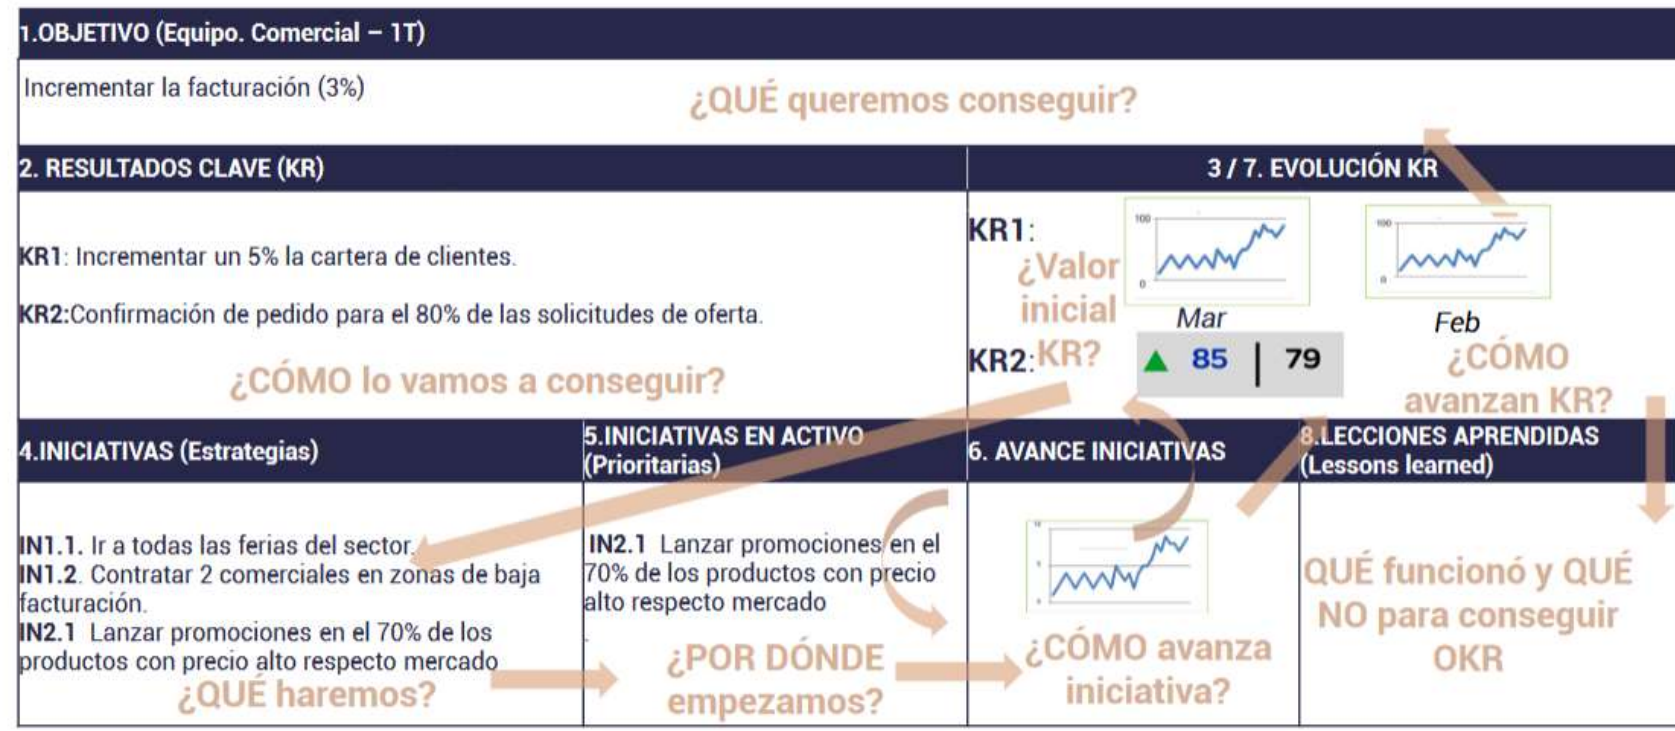 1.OBJETIVO (Equipo. Comercial – 1T)
Incrementar la facturación (3%)
¿QUÉ queremos conseguir?
2. RESULTADOS CLAVE (KR)
3 / 7. EVOLUCIÓN KR
KR1: Incrementar un 5% la cartera de clientes.
KR2:Confirmación de pedido para el 80% de las solicitudes de oferta.
¿CÓMO lo vamos a conseguir?
KR1:
¿Valor
inicial
KR?
100
0
Mar
100
0
Feb
KR2:
85 | 79
¿CÓMO
avanzan KR?
4.INICIATIVAS (Estrategias)
5.INICIATIVAS EN ACTIVO
(Prioritarias)
6. AVANCE INICIATIVAS
8.LECCIONES APRENDIDAS
(Lessons learned)
IN1.1. Ir a todas las ferias del sector.
IN1.2. Contratar 2 comerciales en zonas de baja
facturación.
IN2.1 Lanzar promociones en el 70% de los
productos con precio alto respecto mercado
¿QUÉ haremos?
IN2.1 Lanzar promociones en el
70% de los productos con precio
alto respecto mercado
.
¿POR DÓNDE
empezamos?
10
5
0
¿CÓMO avanza
iniciativa?
QUÉ funcionó y QUÉ
NO para conseguir
OKR